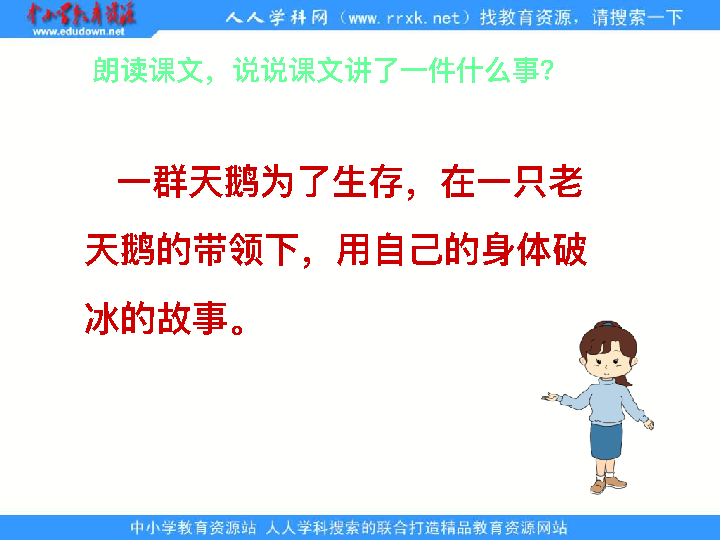 中小学教育资源
www.edudown.net
人人学科网（www.rrxk.net）找教育资源，请搜索一下
朗读课文，说说课文讲了一件什么事?
一群天鹅为了生存，在一只老
天鹅的带领下，用自己的身体破
冰的故事。
中小学教育资源站 人人学科搜索的联合打造精品教育资源网站